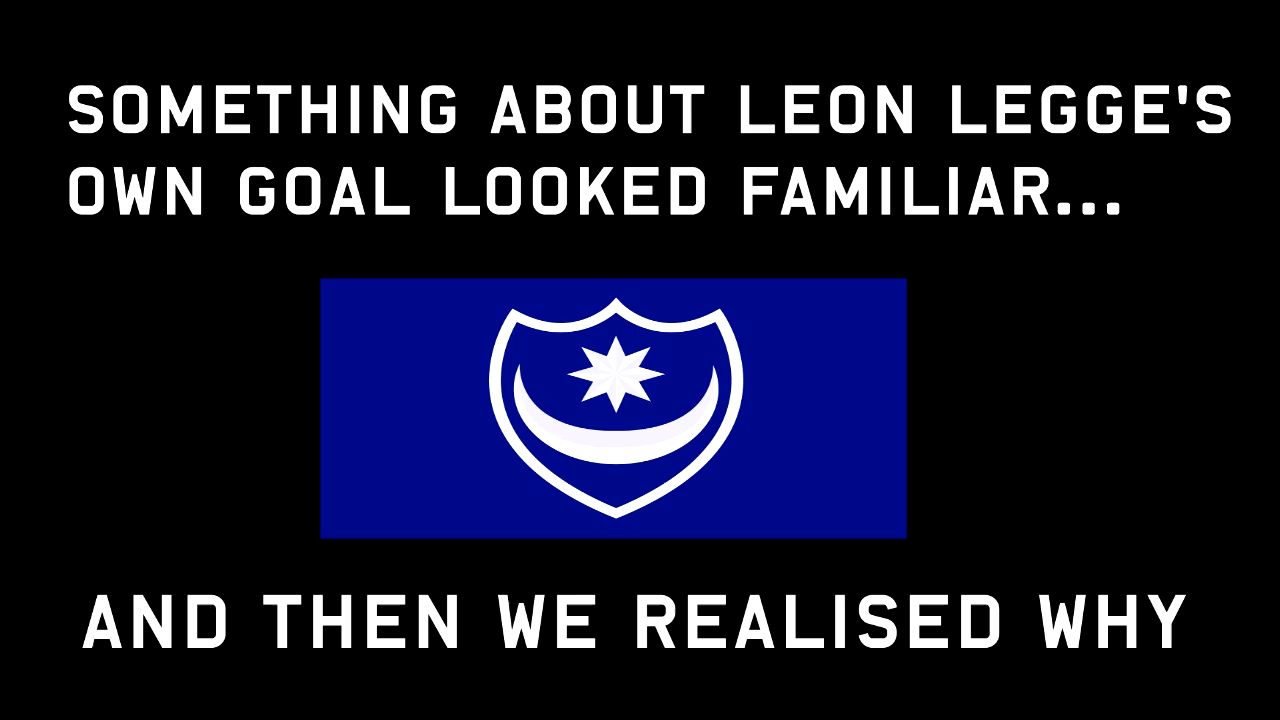 SOMETHING ABOUT LEON LEGGE'S
OWN GOAL LOOKED FAMILIAR...
AND THEN WE REALISED WHY